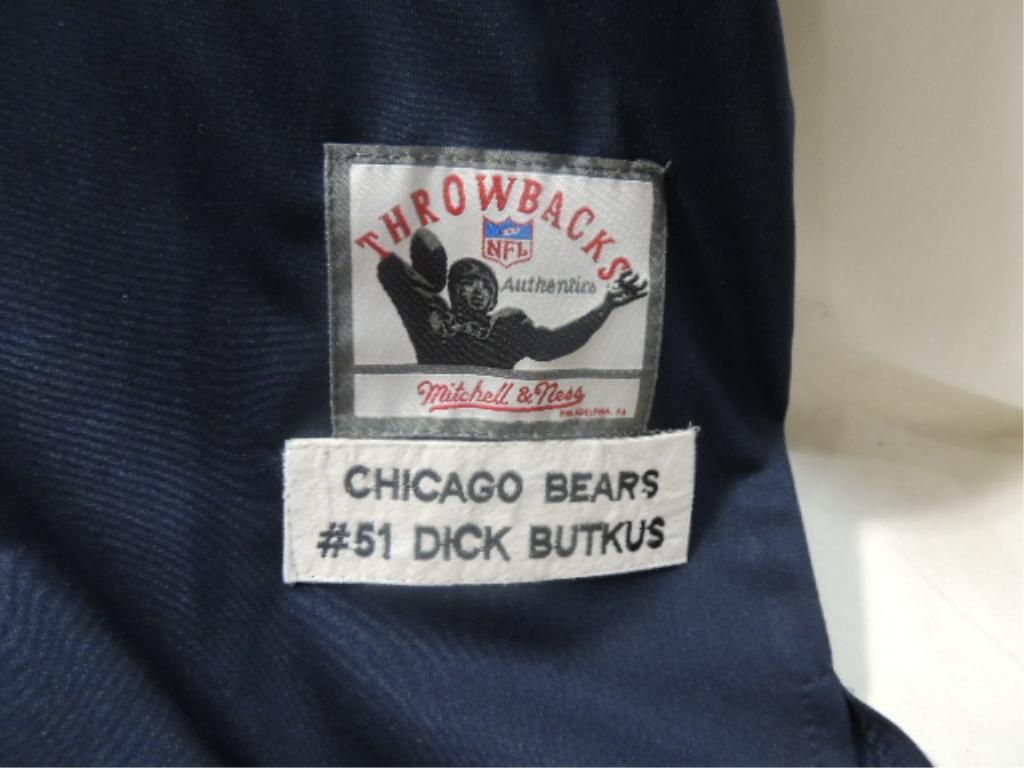 THROWBACKS
NFL
Authentics
Mitchell & Ness
PHILADELPHIA, PA
CHICAGO BEARS
#51 DICK BUTKUS